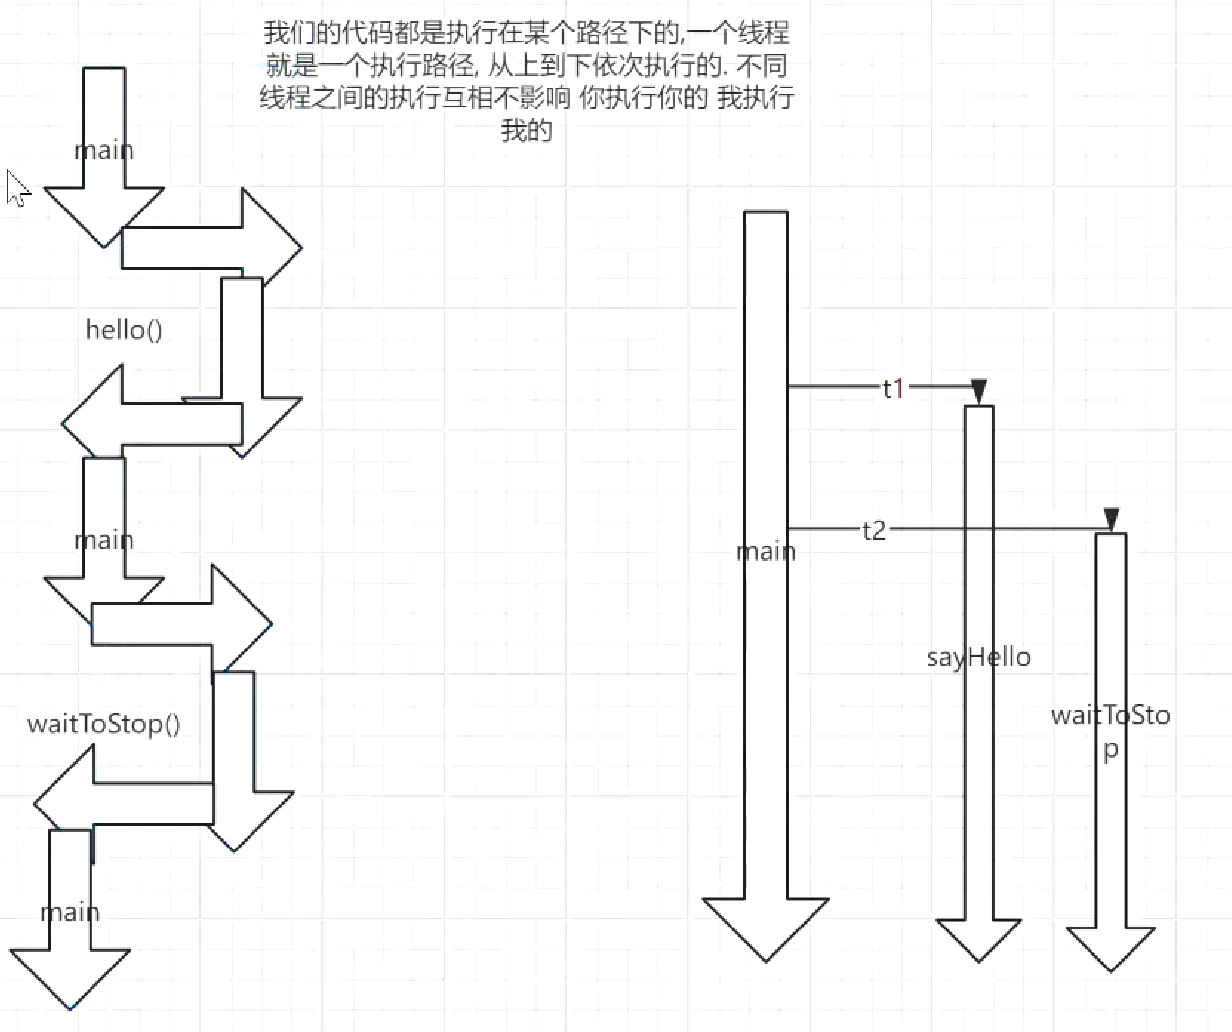 我们的代码都是执行在某个路径下的,一个线程
就是一个执行路径, 从上到下依次执行的. 不同
线程之间的执行互相不影响 你执行你的 我执行
我的
main
hello()
main
waitToStop()
main
t1
t2
main
sayHello
waitToSto
p